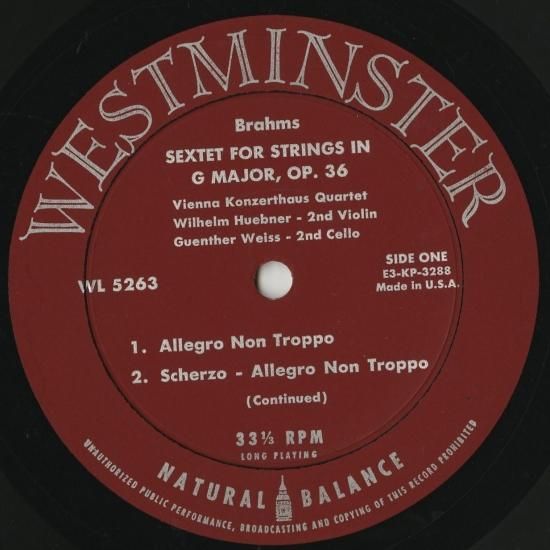 WESTMINSTER
Brahms
SEXTET FOR STRINGS IN
G MAJOR, OP. 36
Vienna Konzerthaus Quartet
Wilhelm Huebner - 2nd Violin
Guenther Weiss - 2nd Cello
WL 5263
SIDE ONE
E3-KP-3288
Made in U.S.A.
1. Allegro Non Troppo
2. Scherzo - Allegro Non Troppo
(Continued)
33⅓ RPM
LONG PLAYING
NATURAL BALANCE
UNAUTHORIZED PUBLIC PERFORMANCE, BROADCASTING AND COPYING OF THIS RECORD PROHIBITED